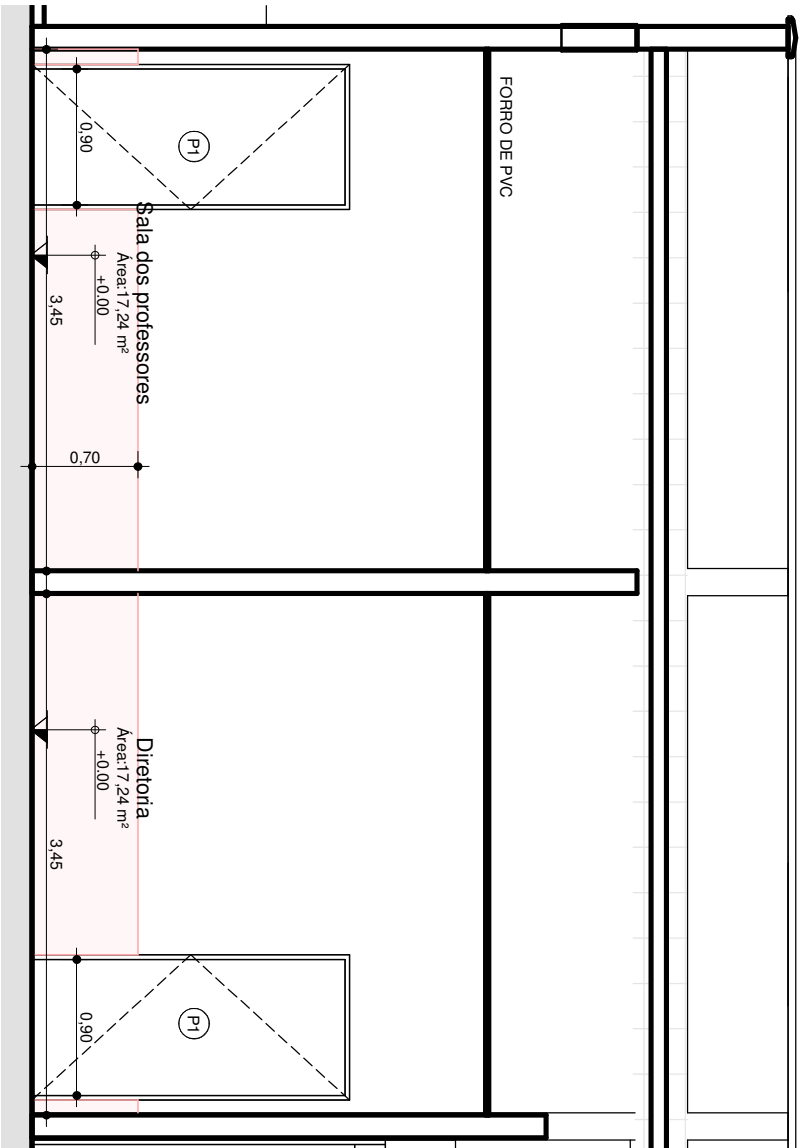 FORRO DE PVC
P1
0,90
Sala dos professores
Área:17,24 m²
+0.00
3,45
0,70
Diretoria
Área:17,24 m²
+0.00
3,45
P1
0,90